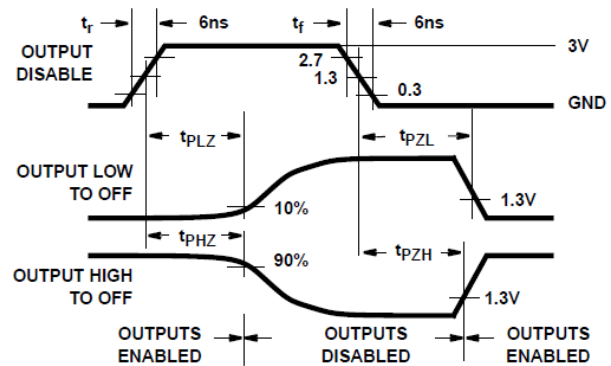 tr 6ns tf 6ns
OUTPUT
DISABLE
3V
2.7
1.3
0.3
GND
tPLZ tPZL
OUTPUT LOW
TO OFF
10%
1.3V
tPHZ 90% tPZH
OUTPUT HIGH
TO OFF
1.3V
OUTPUTS
ENABLED
OUTPUTS
DISABLED
OUTPUTS
ENABLED